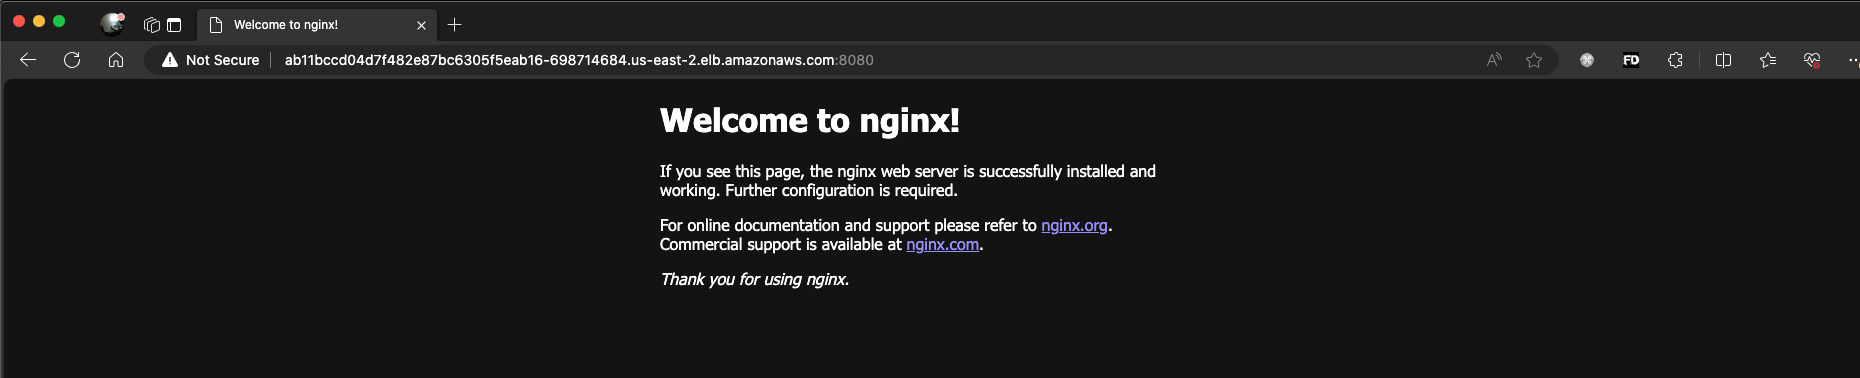 Welcome to nginx!
Not Secure ab11bccd04d7f482e87bc6305f5eab16-698714684.us-east-2.elb.amazonaws.com:8080
FD
Welcome to nginx!
If you see this page, the nginx web server is successfully installed and
working. Further configuration is required.
For online documentation and support please refer to nginx.org.
Commercial support is available at nginx.com.
Thank you for using nginx.